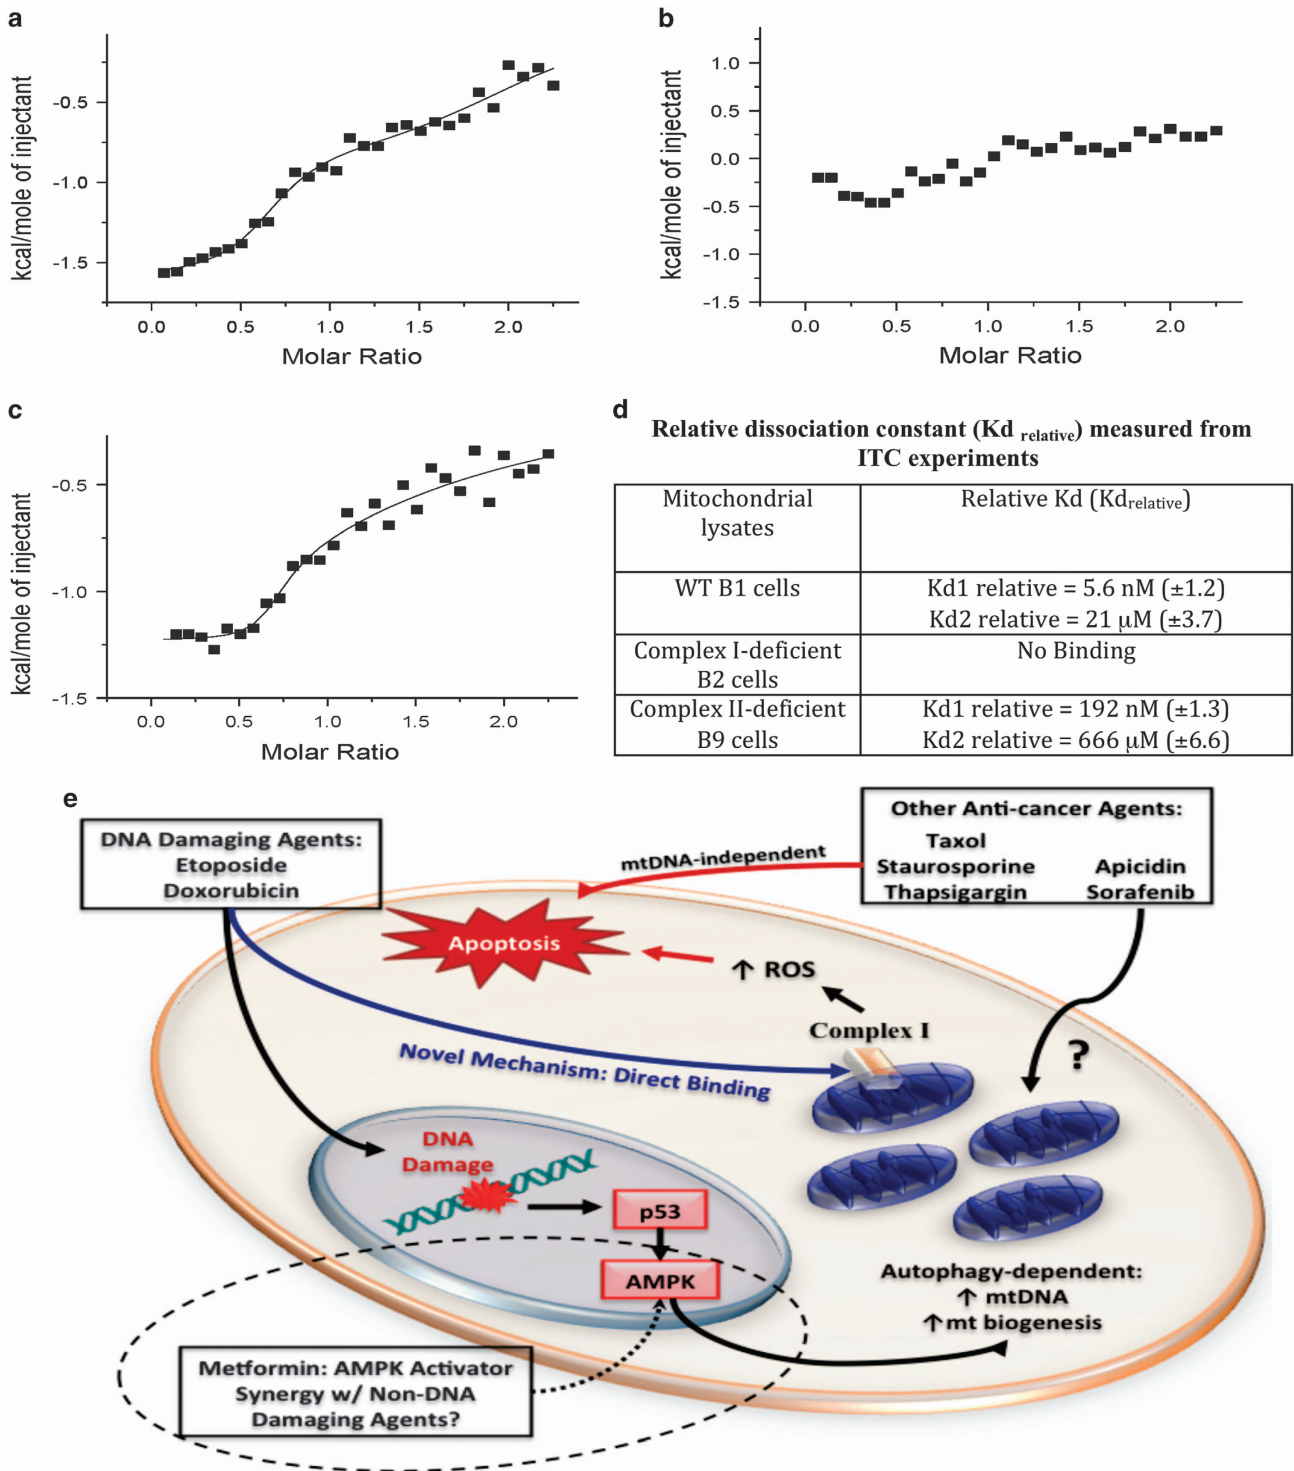 a
kcal/mole of injectant
-0.5
-1.0
-1.5
0.0 0.5 1.0 1.5 2.0
Molar Ratio
b
kcal/mole of injectant
1.0
0.5
0.0
-0.5
-1.0
-1.5
0.0 0.5 1.0 1.5 2.0
Molar Ratio
c
kcal/mole of injectant
-0.5
-1.0
-1.5
0.0 0.5 1.0 1.5 2.0
Molar Ratio
d
Relative dissociation constant (Kd relative) measured from
ITC experiments
Mitochondrial
lysates
Relative Kd (Kdrelative)
WT B1 cells
Kd1 relative = 5.6 nM (±1.2)
Kd2 relative = 21 µM (±3.7)
Complex I-deficient
B2 cells
No Binding
Complex II-deficient
B9 cells
Kd1 relative = 192 nM (±1.3)
Kd2 relative = 666 µM (±6.6)
e
DNA Damaging Agents:
Etoposide
Doxorubicin
Other Anti-cancer Agents:
Taxol
Staurosporine Apicidin
Thapsigargin Sorafenib
mtDNA-independent
Apoptosis
↑ ROS
Complex I
?
Novel Mechanism: Direct Binding
DNA
Damage
p53
AMPK
Autophagy-dependent:
↑ mtDNA
↑mt biogenesis
Metformin: AMPK Activator
Synergy w/ Non-DNA
Damaging Agents?